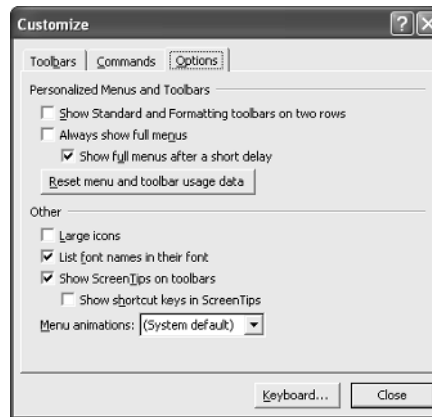 Customize
Toolbars Commands Options
Personalized Menus and Toolbars
Show Standard and Formatting toolbars on two rows
Always show full menus
Show full menus after a short delay
Reset menu and toolbar usage data
Other
Large icons
List font names in their font
Show ScreenTips on toolbars
Show shortcut keys in ScreenTips
Menu animations: (System default)
Keyboard... Close